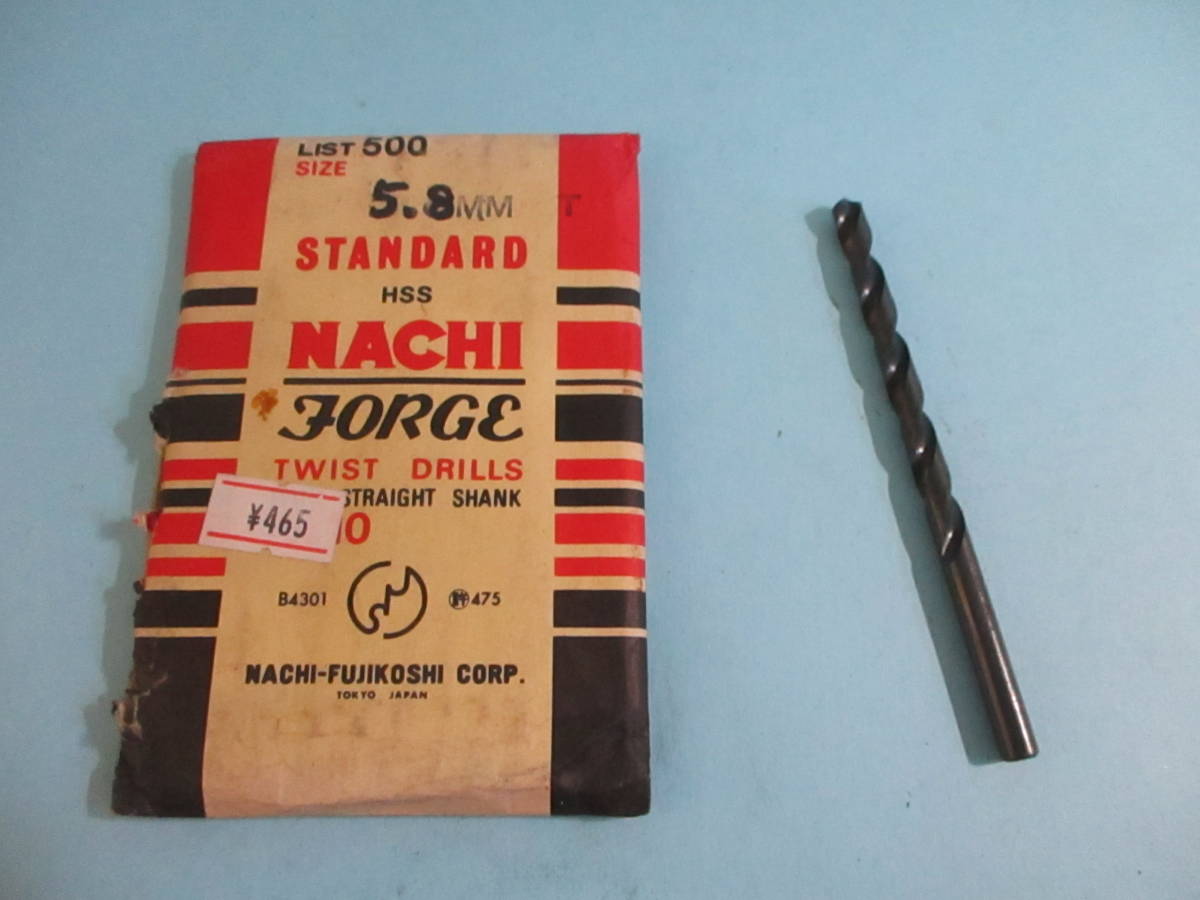 LIST 500
SIZE
5.8MM T
STANDARD
HSS
NACHI
FORGE
TWIST DRILLS
STRAIGHT SHANK
¥465
10
B4301 475
NACHI-FUJIKOSHI CORP.
TOKYO JAPAN